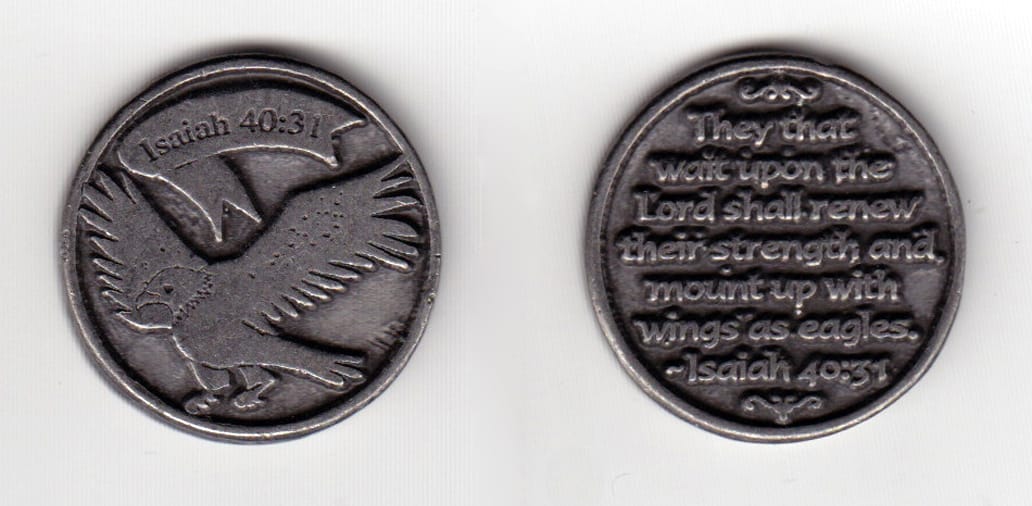 Isaiah 40:31
They that
wait upon the
Lord shall renew
their strength and
mount up with
wings as eagles.
~Isaiah 40:31